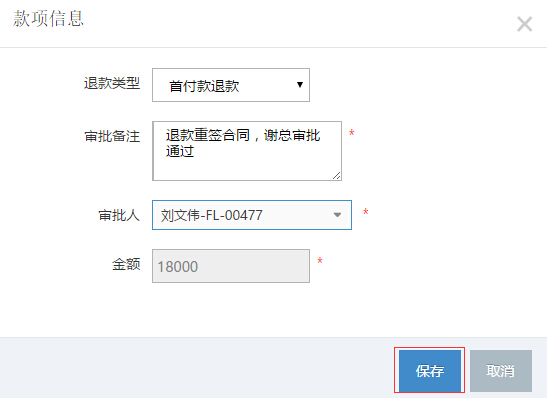 款项信息
退款类型 首付款退款
审批备注 退款重签合同，谢总审批 *
通过
审批人 刘文伟-FL-00477 *
金额 18000 *
保存 取消